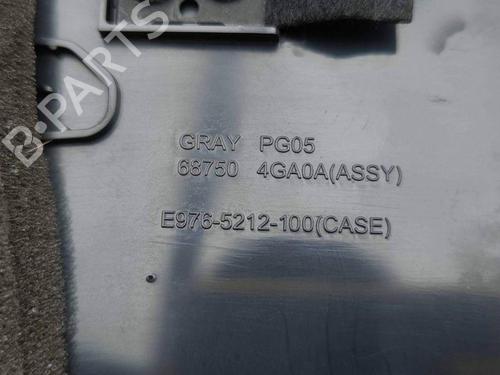 B-PARTS
GRAY PG05
68750 4GA0A(ASSY)
E976-5212-100(CASE)